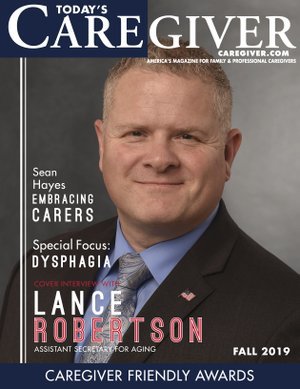 TODAY'S
CAREGIVER
CAREGIVER.COM
AMERICA'S MAGAZINE FOR FAMILY & PROFESSIONAL CAREGIVERS
Sean
Hayes
EMBRACING
CARERS
Special Focus:
DYSPHAGIA
COVER INTERVIEW WITH
LANCE
ROBERTSON
ASSISTANT SECRETARY FOR AGING
FALL 2019
CAREGIVER FRIENDLY AWARDS